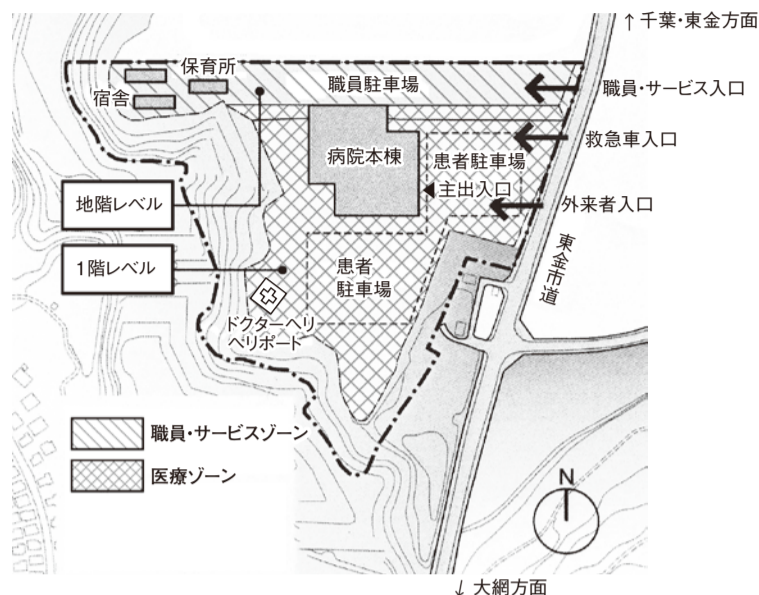 ↑千葉・東金方面
保育所
職員駐車場
職員・サービス入口
宿舎
救急車入口
病院本棟
患者駐車場
主出入口
外来者入口
地階レベル
東金市道
1階レベル
患者
駐車場
ドクターヘリ
ヘリポート
職員・サービスゾーン
医療ゾーン
N
↓大網方面